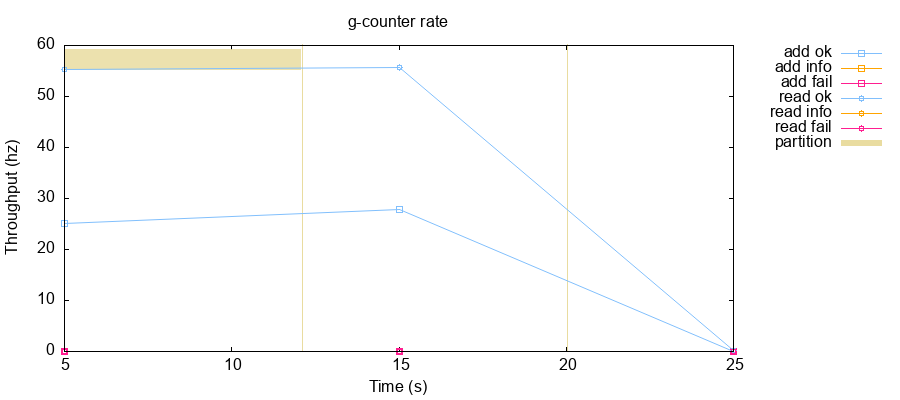 g-counter rate
60
50
40
30
20
10
0
Throughput (hz)
5
10
15
20
25
Time (s)
add ok
add info
add fail
read ok
read info
read fail
partition